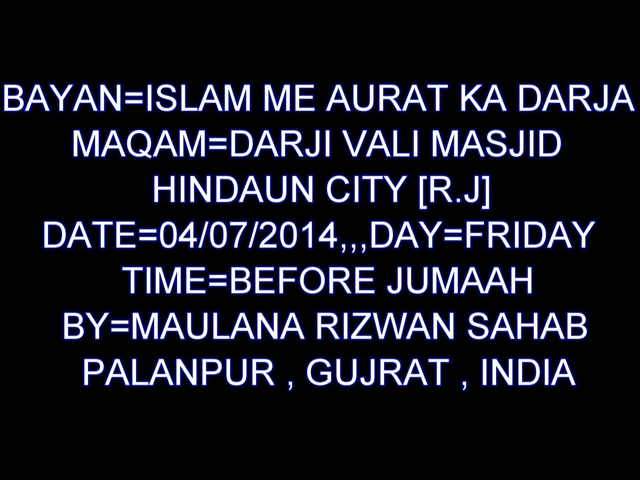 BAYAN=ISLAM ME AURAT KA DARJA
MAQAM=DARJI VALI MASJID
HINDAUN CITY [R.J]
DATE=04/07/2014,,,DAY=FRIDAY
TIME=BEFORE JUMAAH
BY=MAULANA RIZWAN SAHAB
PALANPUR , GUJRAT , INDIA